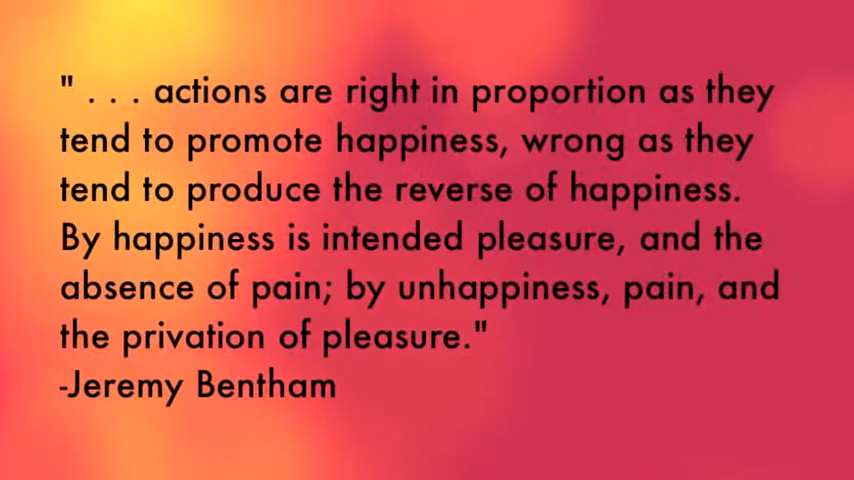 " . . . actions are right in proportion as they
tend to promote happiness, wrong as they
tend to produce the reverse of happiness.
By happiness is intended pleasure, and the
absence of pain; by unhappiness, pain, and
the privation of pleasure."
-Jeremy Bentham